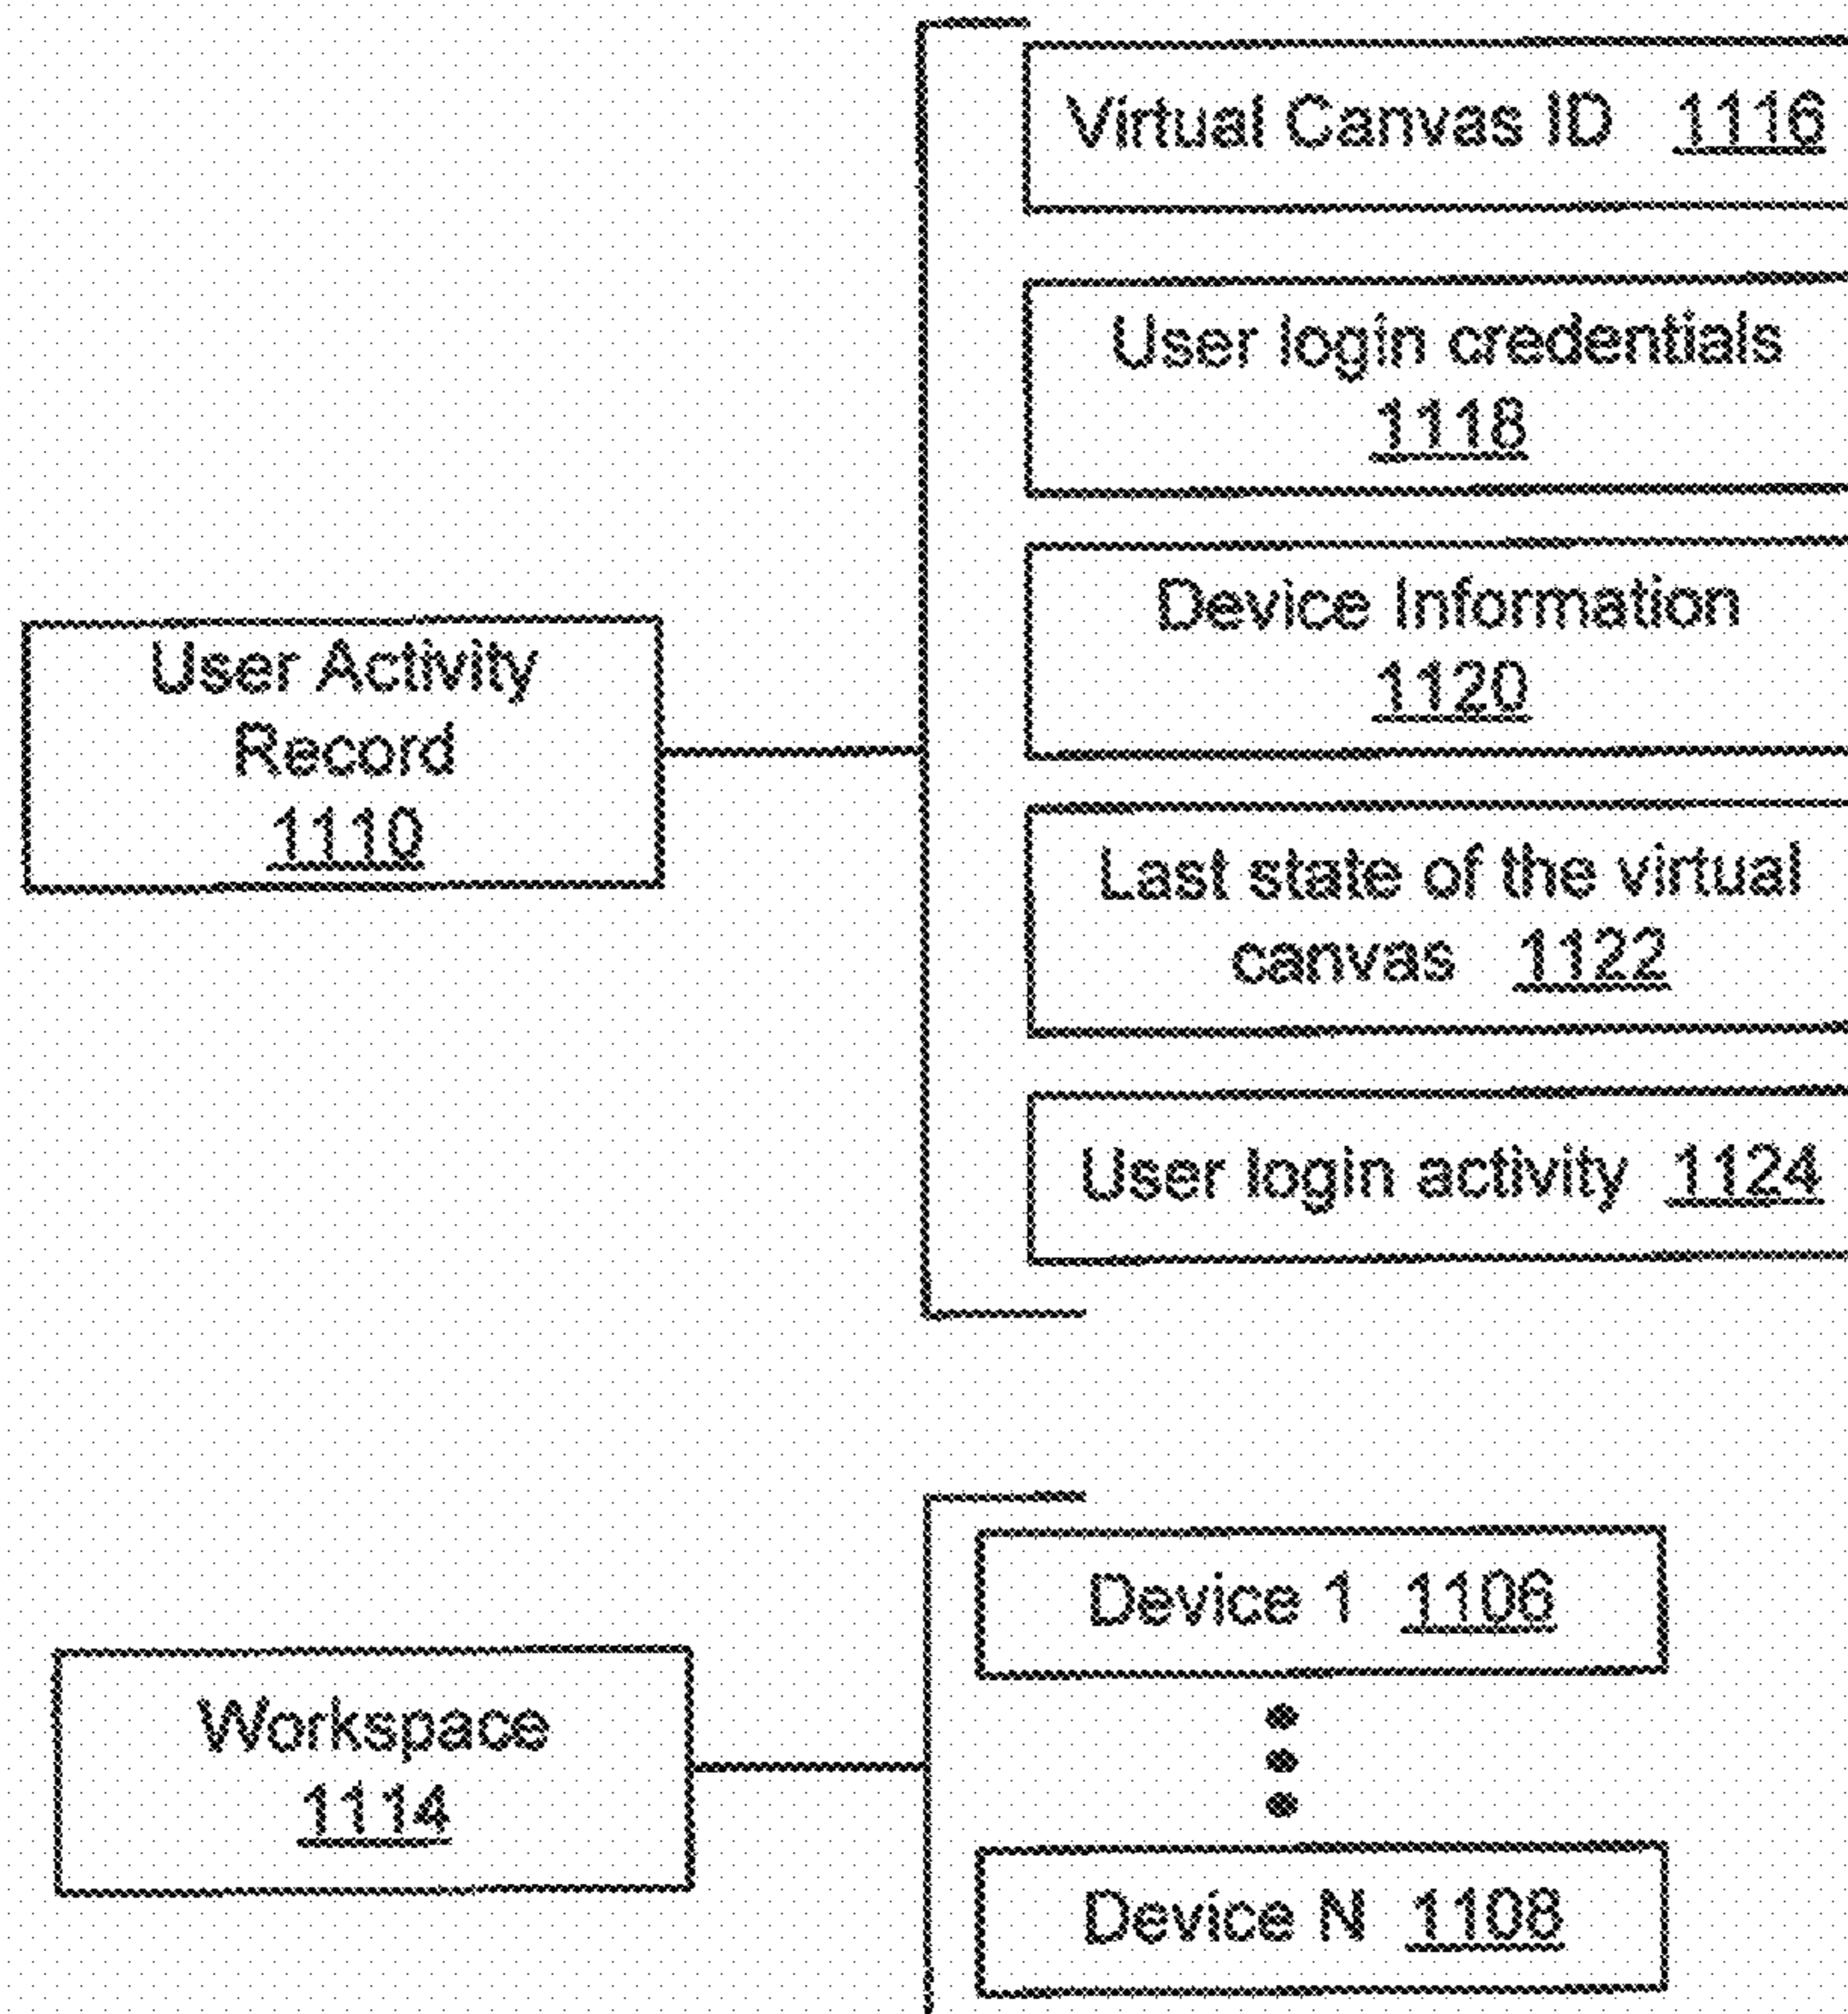 Virtual Canvas ID 1116
User login credentials
1118
Device Information
1120
User Activity
Record
1110
Last state of the virtual
canvas 1122
User login activity 1124
Device 1 1106
Workspace
1114
Device N 1108